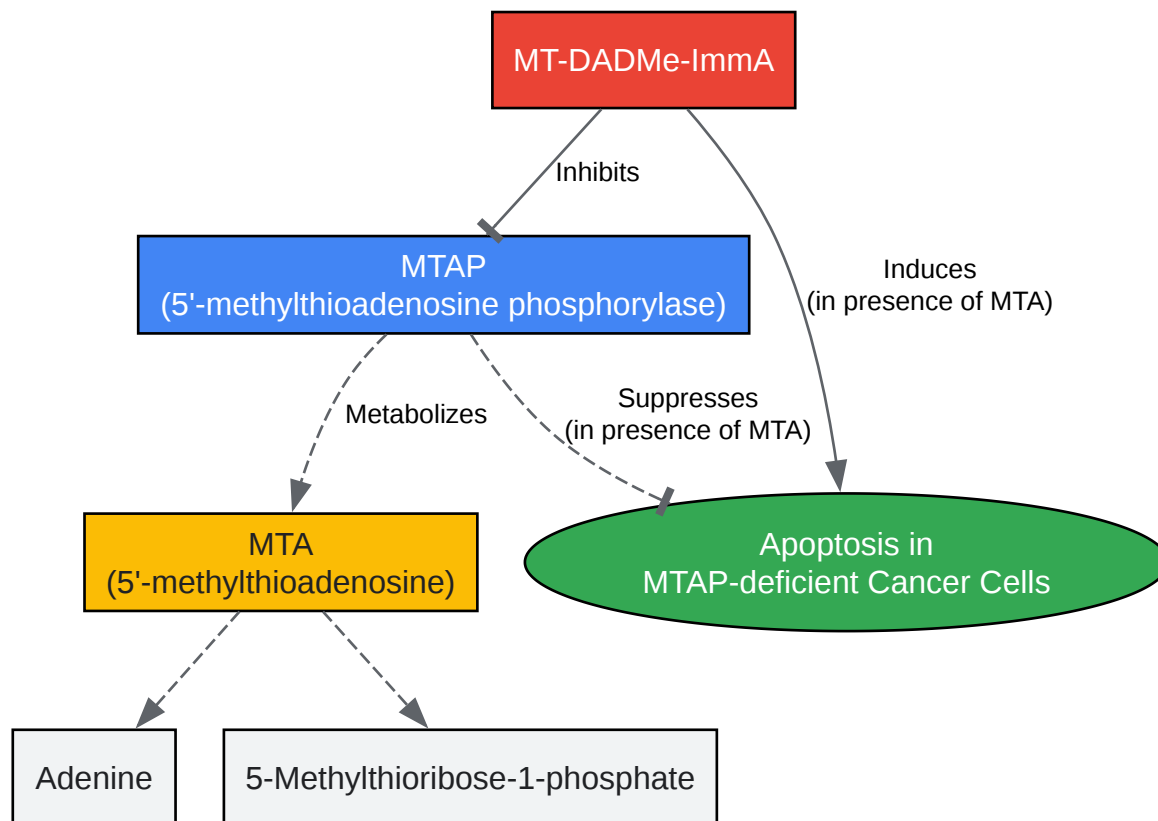 MT-DADMe-ImmA
Inhibits
MTAP
(5'-methylthioadenosine phosphorylase)
Induces
(in presence of MTA)
Metabolizes
Suppresses
(in presence of MTA)
MTA
(5'-methylthioadenosine)
Apoptosis in
MTAP-deficient Cancer Cells
Adenine
5-Methylthioribose-1-phosphate